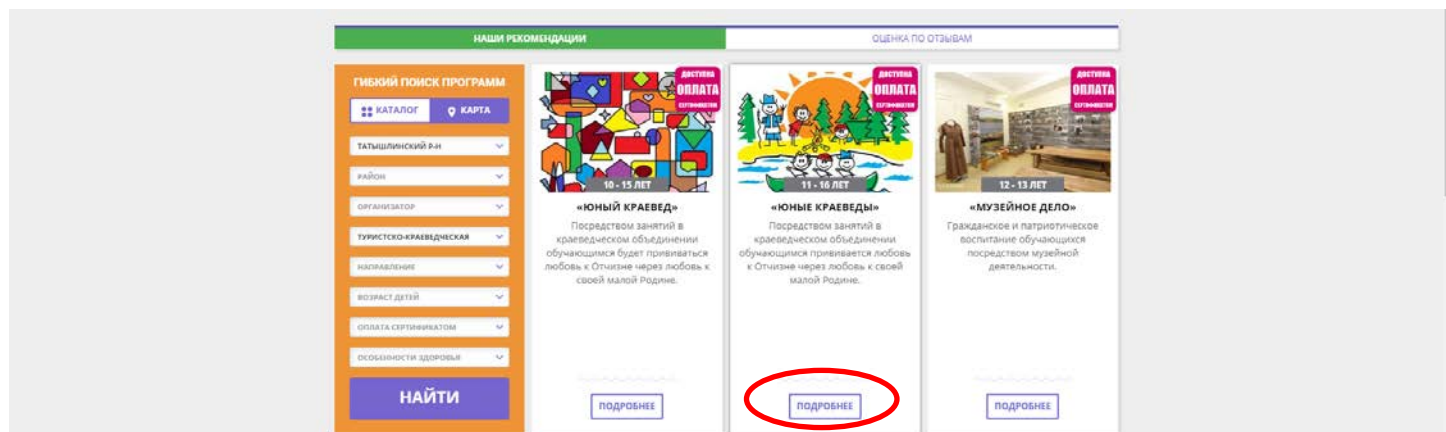 НАШИ РЕКОМЕНДАЦИИ
ОЦЕНКА ПО ОТЗЫВАМ
ГИБКИЙ ПОИСК ПРОГРАММ
КАТАЛОГ
КАРТА
ТАТЫШЛИНСКИЙ Р-Н
РАЙОН
ОРГАНИЗАТОР
ТУРИСТСКО-КРАЕВЕДЧЕСКАЯ
НАПРАВЛЕНИЕ
ВОЗРАСТ ДЕТЕЙ
ОПЛАТА СЕРТИФИКАТОМ
ОСОБЕННОСТИ ЗДОРОВЬЯ
НАЙТИ
ДОСТУПНА
ОПЛАТА
СЕРТИФИКАТОМ
10 - 15 ЛЕТ
«ЮНЫЙ КРАЕВЕД»
Посредством занятий в
краеведческом объединении
обучающимся будет прививаться
любовь к Отчизне через любовь к
своей малой Родине.
ПОДРОБНЕЕ
ДОСТУПНА
ОПЛАТА
СЕРТИФИКАТОМ
11 - 16 ЛЕТ
«ЮНЫЕ КРАЕВЕДЫ»
Посредством занятий в
краеведческом объединении
обучающимся прививается любовь
к Отчизне через любовь к своей
малой Родине.
ПОДРОБНЕЕ
ДОСТУПНА
ОПЛАТА
СЕРТИФИКАТОМ
12 - 13 ЛЕТ
«МУЗЕЙНОЕ ДЕЛО»
Гражданское и патриотическое
воспитание обучающихся
посредством музейной
деятельности.
ПОДРОБНЕЕ